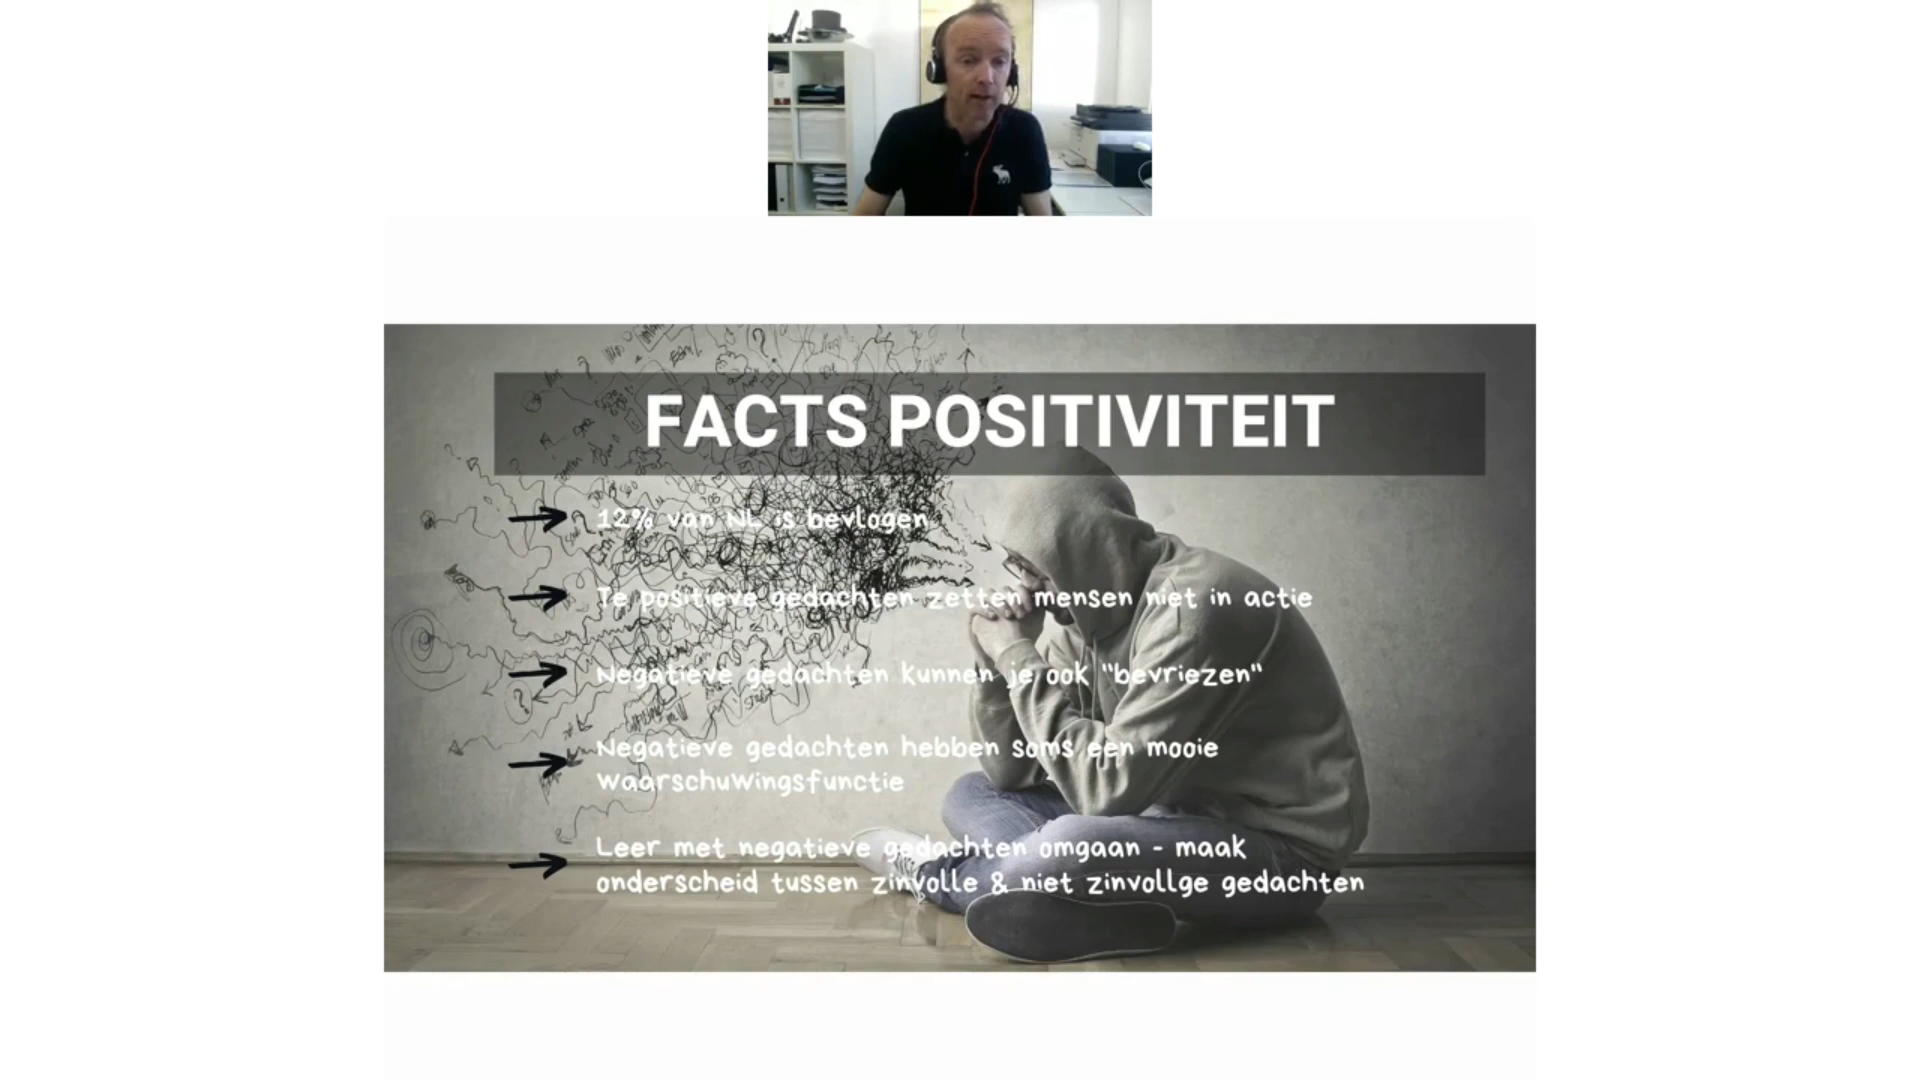 FACTS POSITIVITEIT
12% van NL is bevlogen
Te positieve gedachten zetten mensen niet in actie
Negatieve gedachten kunnen je ook "bevriezen"
Negatieve gedachten hebben soms een mooie
waarschuwingsfunctie
Leer met negatieve gedachten omgaan - maak
onderscheid tussen zinvolle & niet zinvollge gedachten